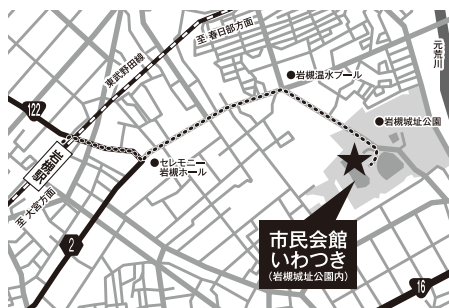 至:春日部方面
東武野田線
元荒川
●岩槻温水プール
●岩槻城址公園
122
岩槻駅
●セレモニー
岩槻ホール
至:大宮方面
2
市民会館
いわつき
(岩槻城址公園内)
16